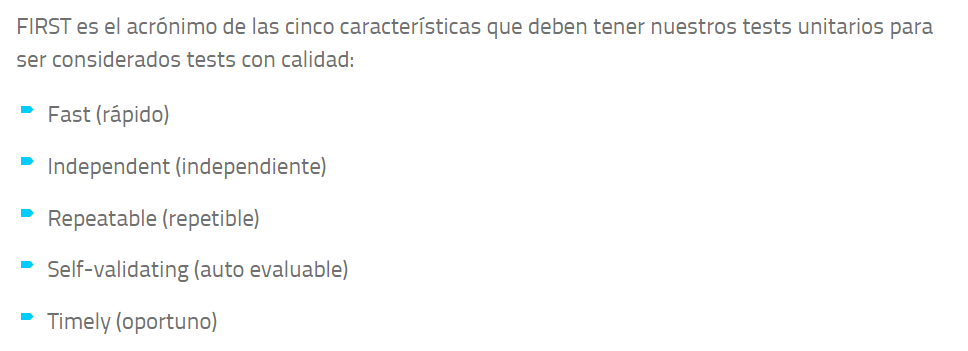 FIRST es el acrónimo de las cinco características que deben tener nuestros tests unitarios para
ser considerados tests con calidad:
Fast (rápido)
Independent (independiente)
Repeatable (repetible)
Self-validating (auto evaluable)
Timely (oportuno)